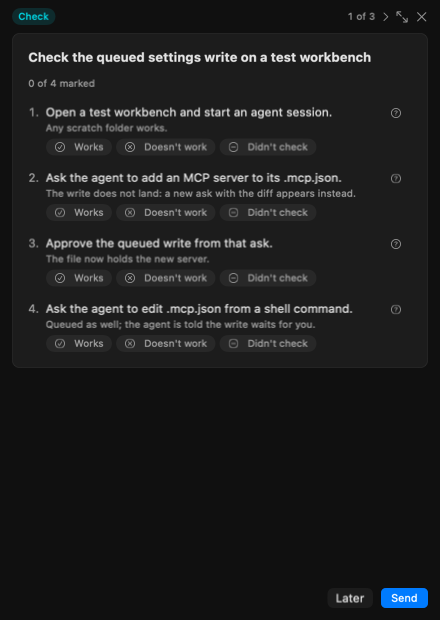 Check
1 of 3
Check the queued settings write on a test workbench
0 of 4 marked
1. Open a test workbench and start an agent session.
Any scratch folder works.
Works Doesn't work Didn't check
2. Ask the agent to add an MCP server to its .mcp.json.
The write does not land: a new ask with the diff appears instead.
Works Doesn't work Didn't check
3. Approve the queued write from that ask.
The file now holds the new server.
Works Doesn't work Didn't check
4. Ask the agent to edit .mcp.json from a shell command.
Queued as well; the agent is told the write waits for you.
Works Doesn't work Didn't check
Later Send